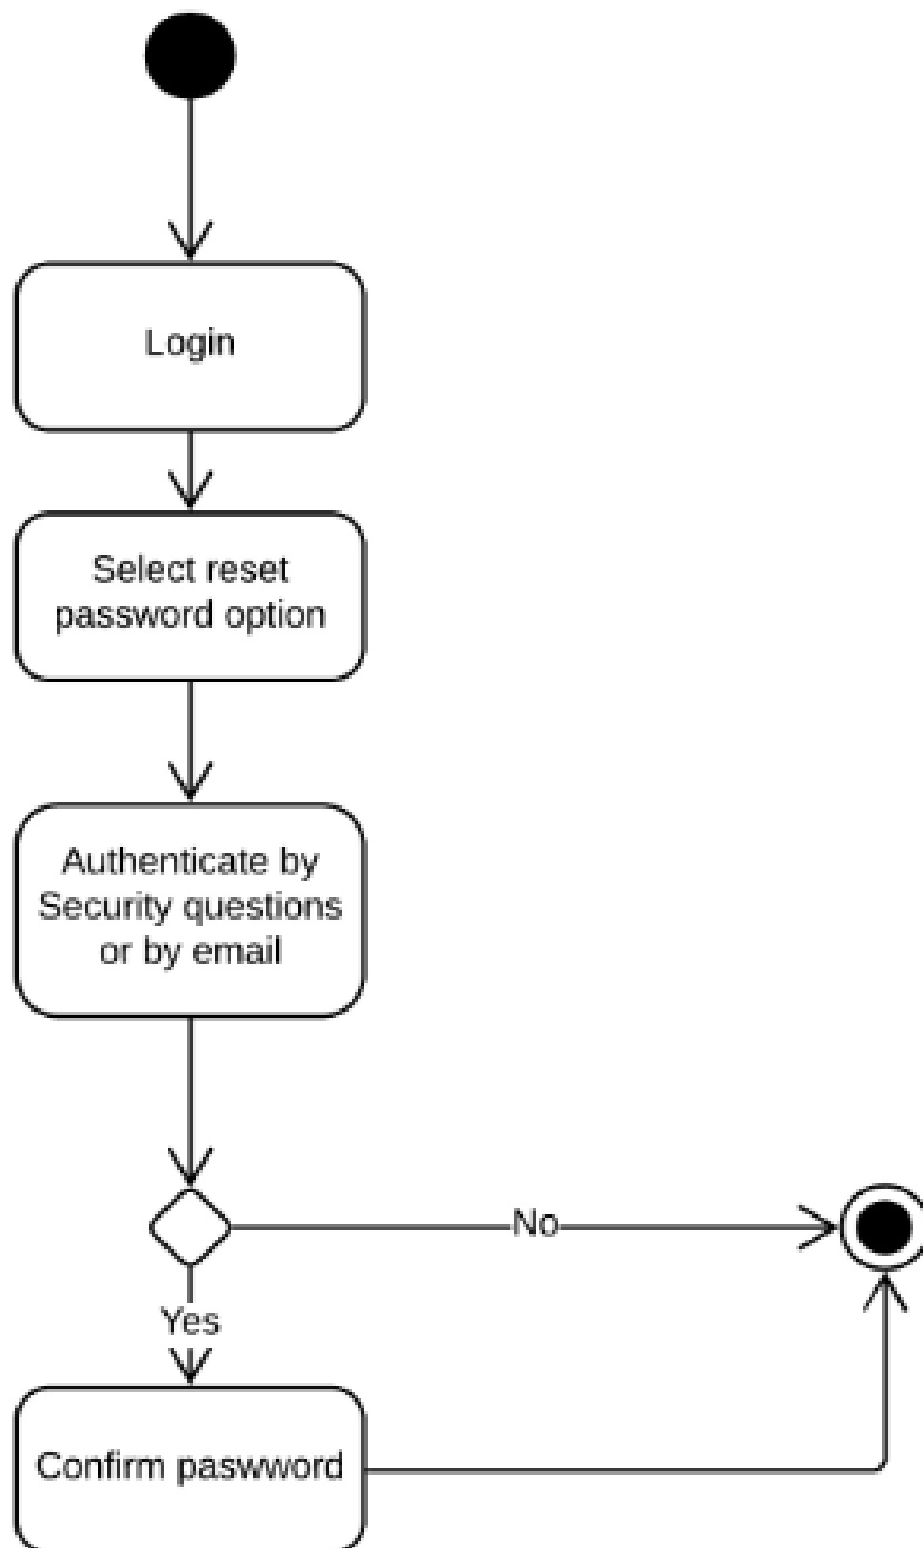 Login
Select reset
password option
Authenticate by
Security questions
or by email
No
Yes
Confirm paswword